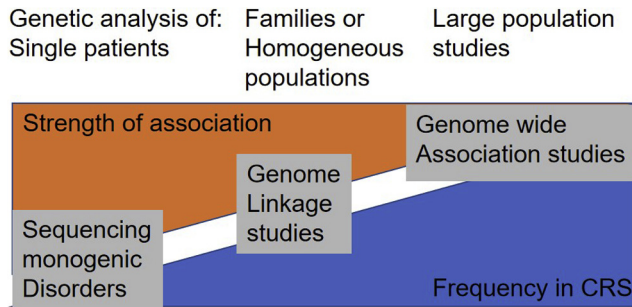 Genetic analysis of:
Single patients
Families or
Homogeneous
populations
Large population
studies
Strength of association
Genome wide
Association studies
Genome
Linkage
studies
Sequencing
monogenic
Disorders
Frequency in CRS